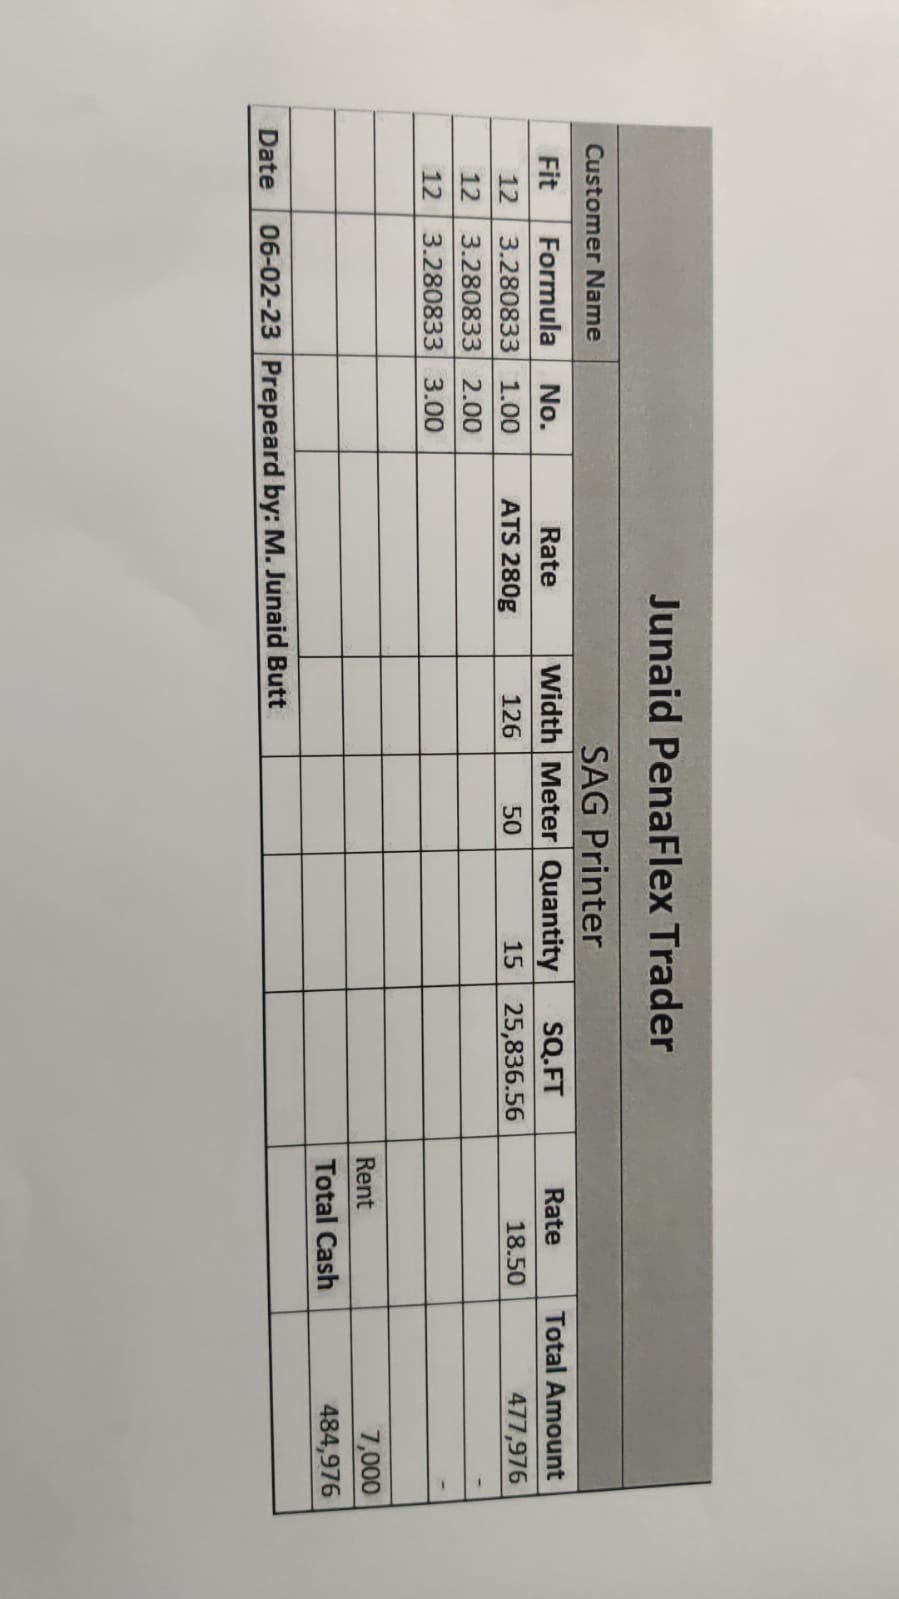 Junaid PenaFlex Trader
Customer Name SAG Printer
Fit Formula No. Rate Width Meter Quantity SQ.FT Rate Total Amount
12 3.280833 1.00 ATS 280g 126 50 15 25,836.56 18.50 477,976
12 3.280833 2.00 -
12 3.280833 3.00 -
Rent 7,000
Total Cash 484,976
Date 06-02-23 Prepeard by: M. Junaid Butt